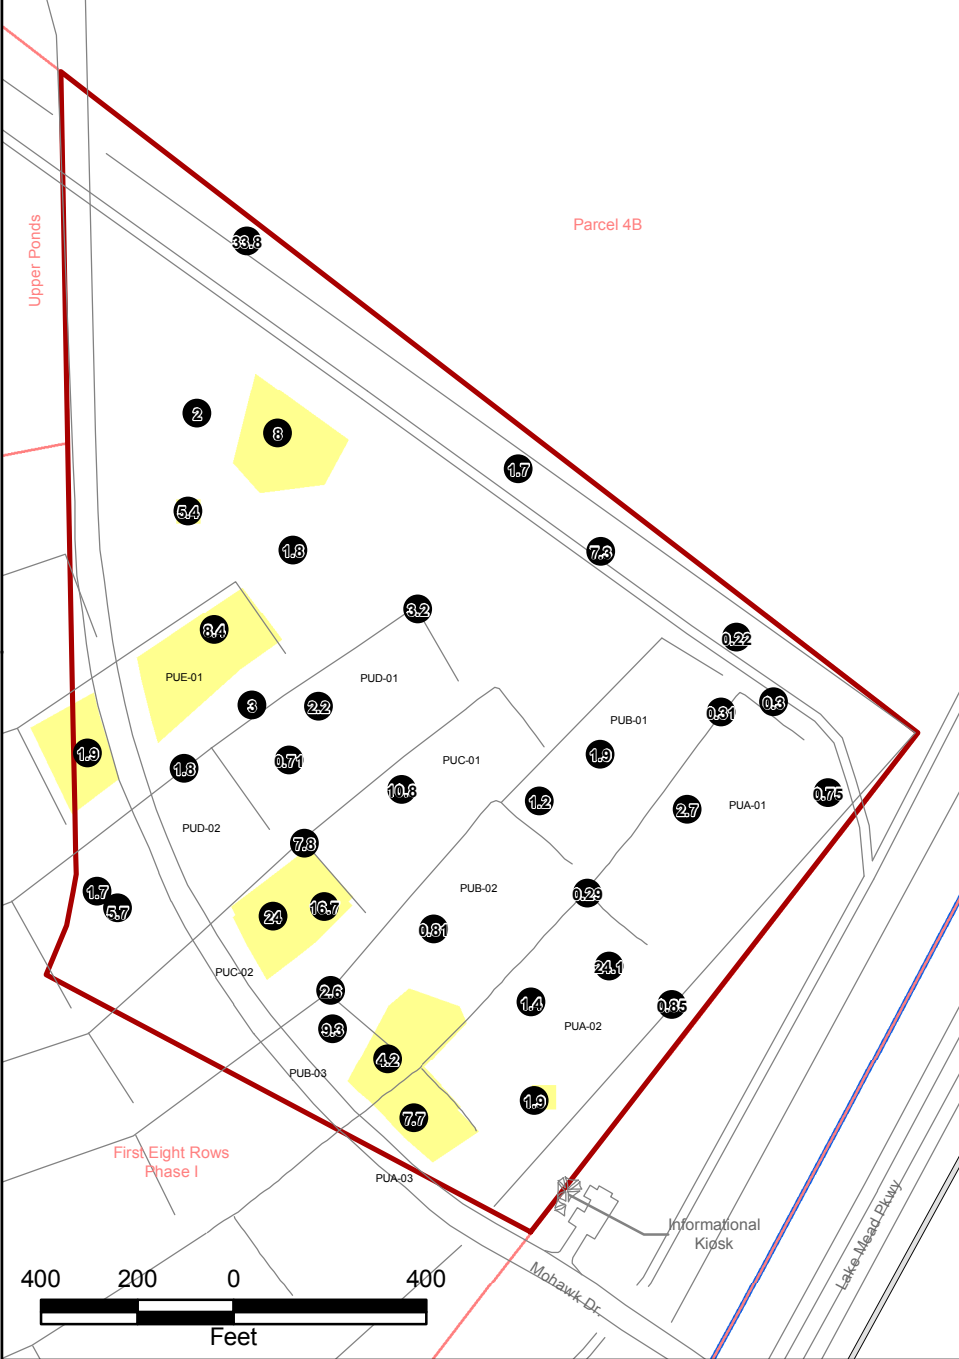 Parcel 4B
Upper Ponds
33.8
2
8
1.7
5.4
1.8
7.3
3.2
8.4
0.22
PUE-01
PUD-01
3
2.2
0.31
0.3
PUB-01
1.9
1.8
0.71
1.9
PUC-01
10.8
1.2
2.7
PUA-01
0.75
PUD-02
7.8
1.7
5.7
PUB-02
0.29
24
16.7
0.81
PUC-02
24.1
2.6
1.4
0.85
9.3
PUA-02
4.2
PUB-03
1.9
7.7
First Eight Rows
Phase I
PUA-03
Informational
Kiosk
Lake Mead Pkwy
Mohawk Dr.
400 200 0 400
Feet